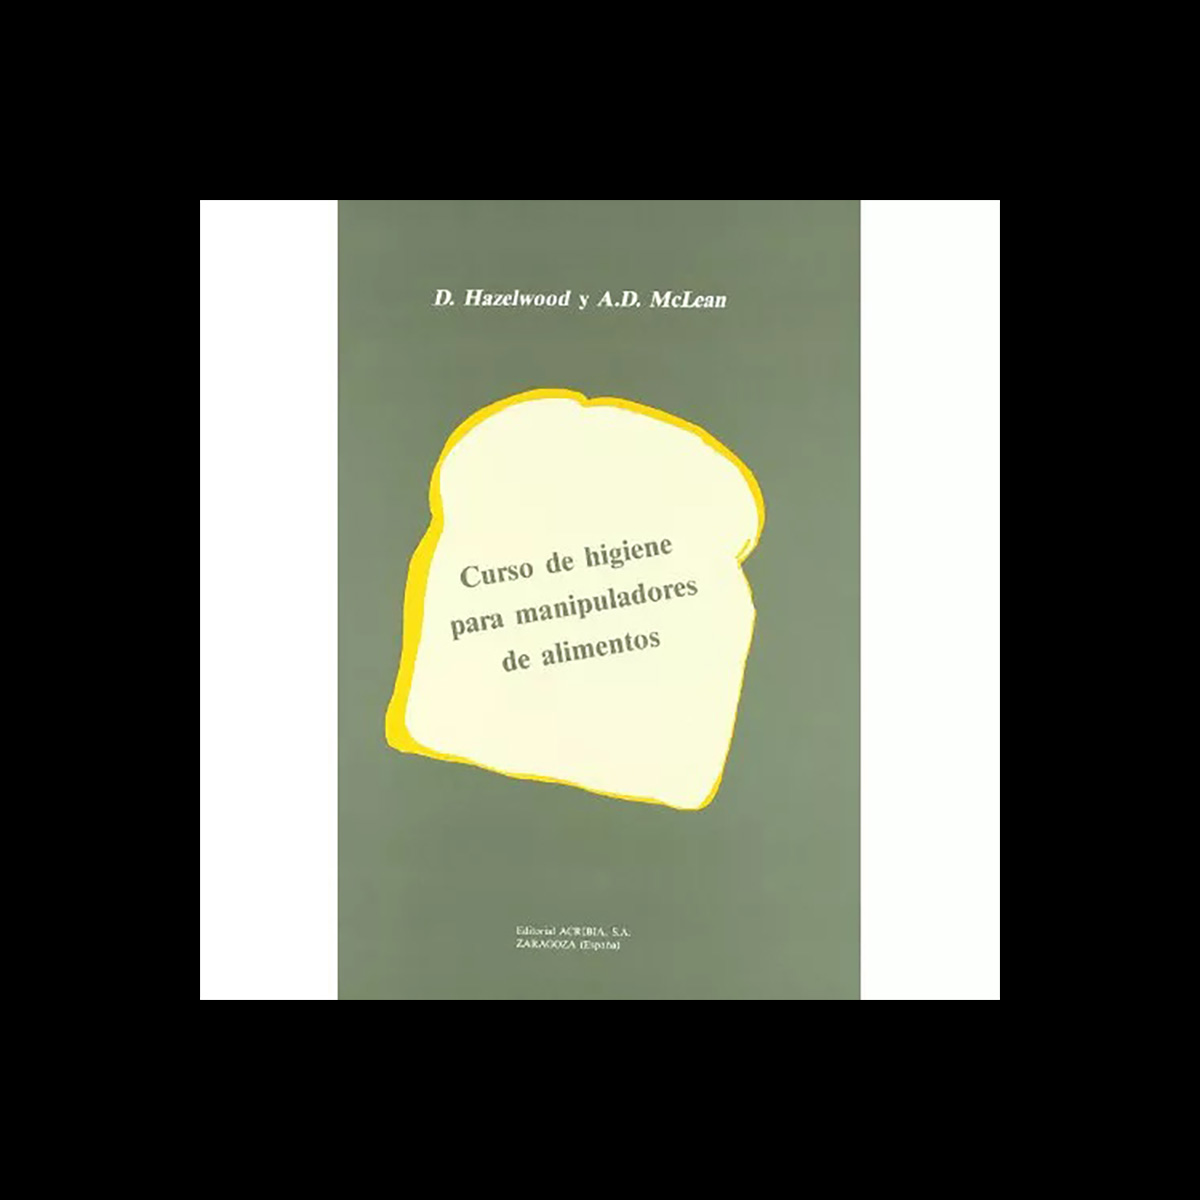 D. Hazelwood y A.D. McLean
Curso de higiene
para manipuladores
de alimentos
Editorial ACRIBIA, S.A.
ZARAGOZA (España)